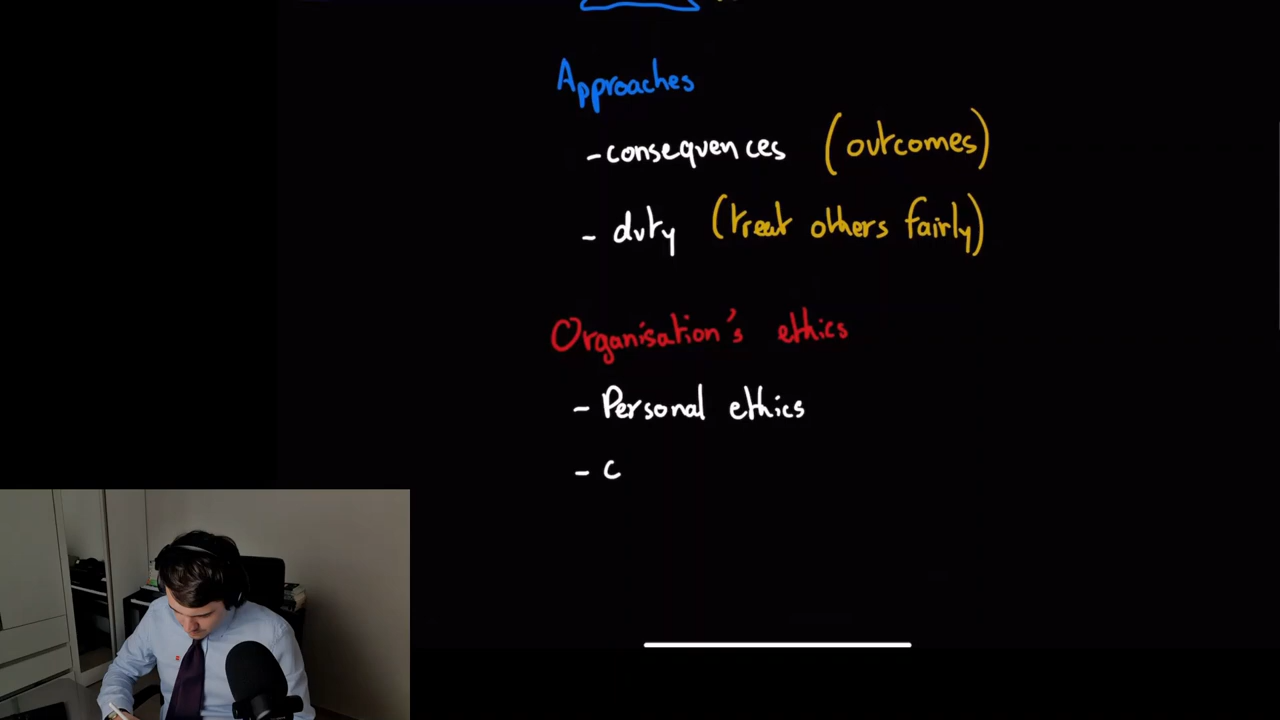 Approaches
- consequences (outcomes)
- duty (treat others fairly)
Organisation's ethics
- Personal ethics
- c